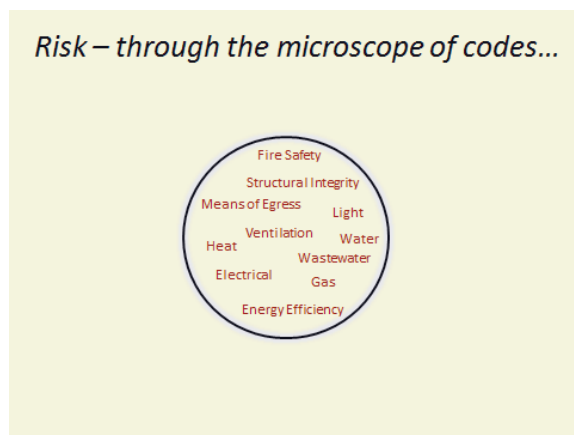 Risk – through the microscope of codes...
Fire Safety
Structural Integrity
Means of Egress
Light
Ventilation
Water
Heat
Wastewater
Electrical
Gas
Energy Efficiency